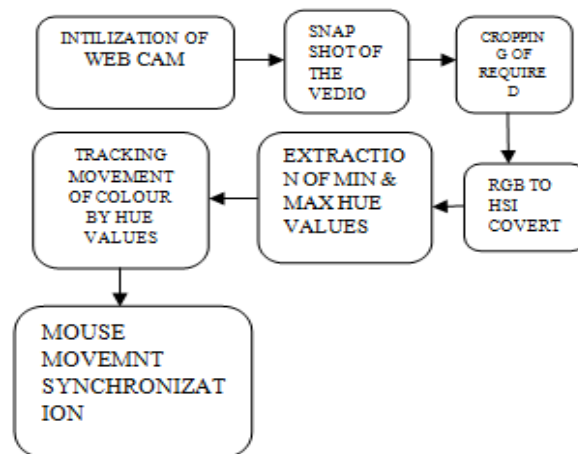 INTILIZATION OF
WEB CAM
SNAP
SHOT OF
THE
VEDIO
CROPPIN
G OF
REQUIRE
D
RGB TO
HSI
COVERT
EXTRACTIO
N OF MIN &
MAX HUE
VALUES
TRACKING
MOVEMENT
OF COLOUR
BY HUE
VALUES
MOUSE
MOVEMNT
SYNCHRONIZAT
ION